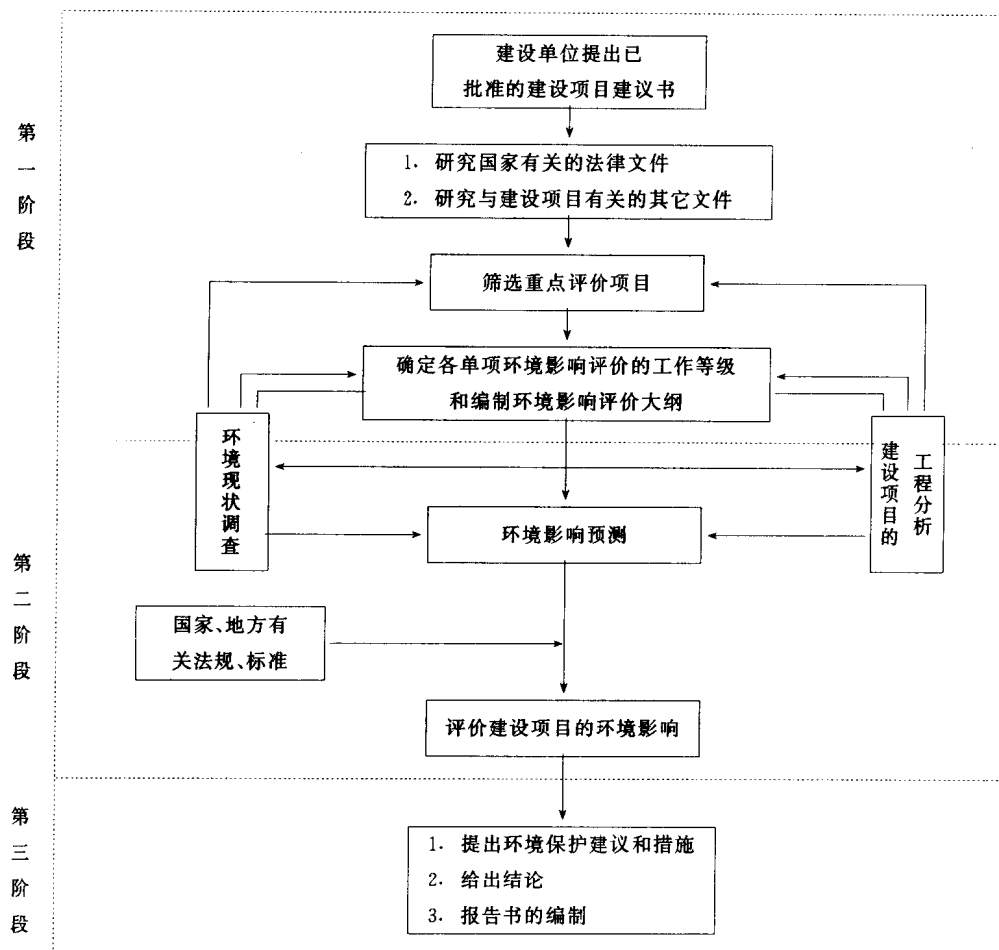 第一阶段
建设单位提出已
批准的建设项目建议书
1. 研究国家有关的法律文件
2. 研究与建设项目有关的其它文件
筛选重点评价项目
确定各单项环境影响评价的工作等级
和编制环境影响评价大纲
环境现状调查
建设项目的
工程分析
第二阶段
环境影响预测
国家、地方有
关法规、标准
评价建设项目的环境影响
第三阶段
1. 提出环境保护建议和措施
2. 给出结论
3. 报告书的编制